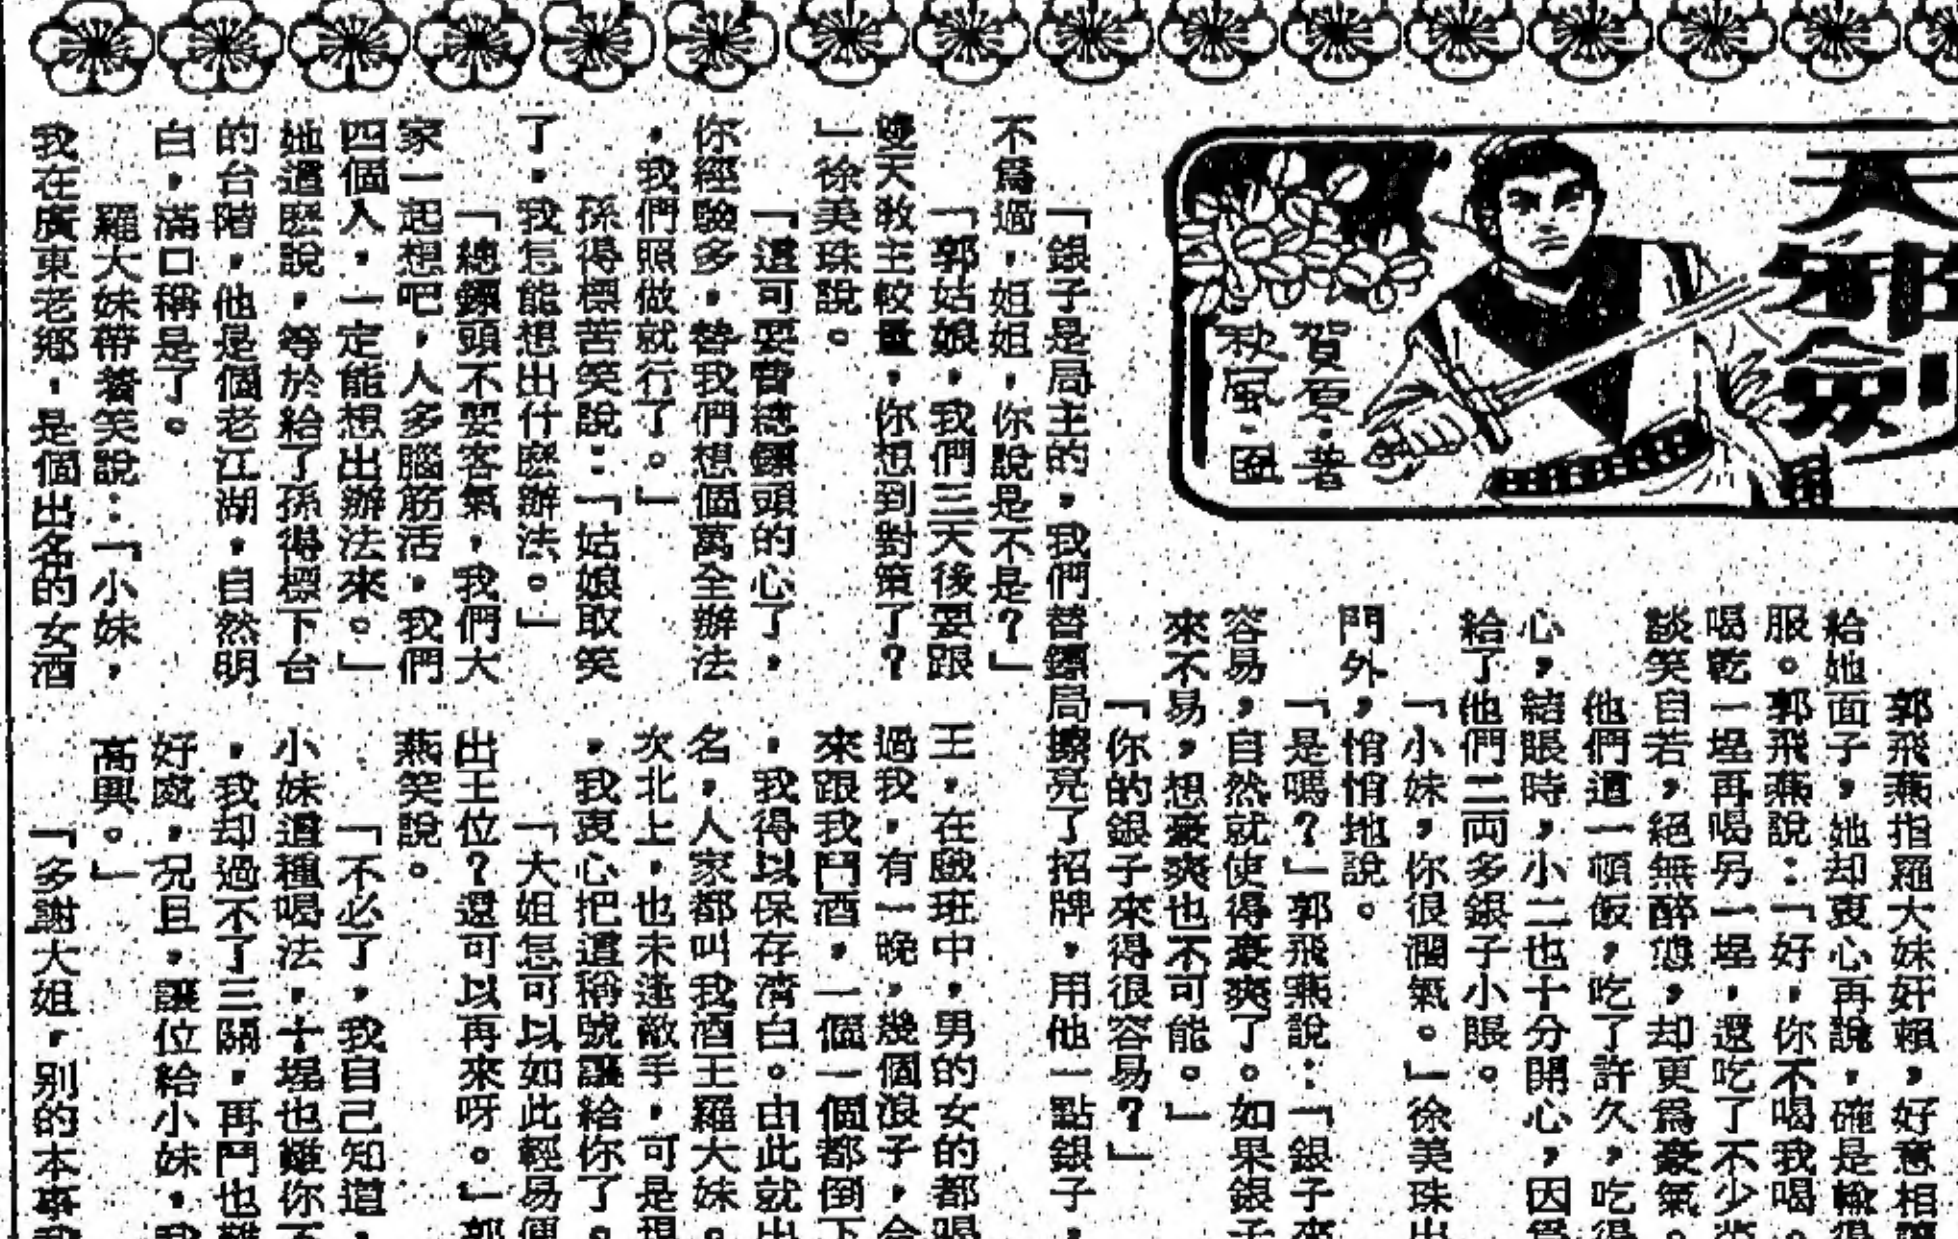 天邪劍
賀夏·著
秋風·圖
郭飛燕指羅大妹奸賴，好意相讓
給她面子，她却衷心再說，確是輸得
服。郭飛燕說：「好，你不喝我喝。
喝乾一埕再喝另一埕，還吃了不少
談笑自若，絕無醉態，却更為豪氣。
他們這一頓飯，吃了許久，吃得
心，結賬時，小二也十分開心，因為
給了他們二両多銀子小賬。
「小妹，你很濶氣。」徐美珠出
門外，悄悄地說。
「是嗎？」郭飛燕說：「銀子來
容易，自然就使得豪爽了。如果銀子
來不易，想豪爽也不可能。」
「你的銀子來得很容易？」
「銀子是局主的，我們替鏢局擦亮了招牌，用他一點銀子，
不為過，姐姐，你說是不是？」
「郭姑娘，我們三天後要跟
雙天敎主較量，你想到對策了？
」徐美珠說。
「這可要費總鏢頭的心了，
你經驗多，替我們想個萬全辦法
，我們照做就行了。」
孫得標苦笑說：「姑娘取笑
了，我怎能想出什麼辦法。」
「總鏢頭不要客氣，我們大
家一起想吧，人多腦筋活，我們
四個人，一定能想出辦法來。」
她這麼說，等於給了孫得標下台
的台階，他是個老江湖，自然明
白，滿口稱是了。
羅大妹帶著笑說：「小妹，
我在廣東老鄉，是個出名的女酒
王，在戲班中，男的女的都喝
過我，有一晚，幾個浪子，合
來跟我鬥酒，一個一個都倒下
，我得以保存清白。由此就出
名，人家都叫我酒王羅大妹。
次北上，也未逢敵手，可是現
，我衷心把這稱號讓給你了。
「大姐怎可以如此輕易便
出王位？還可以再來呀。」郭
燕笑說。
「不必了，我自己知道，
小妹這種喝法，十埕也難你不
，我却過不了三關，再鬥也難
好處，況且，讓位給小妹，我
高興。」
「多謝大姐，別的本事我